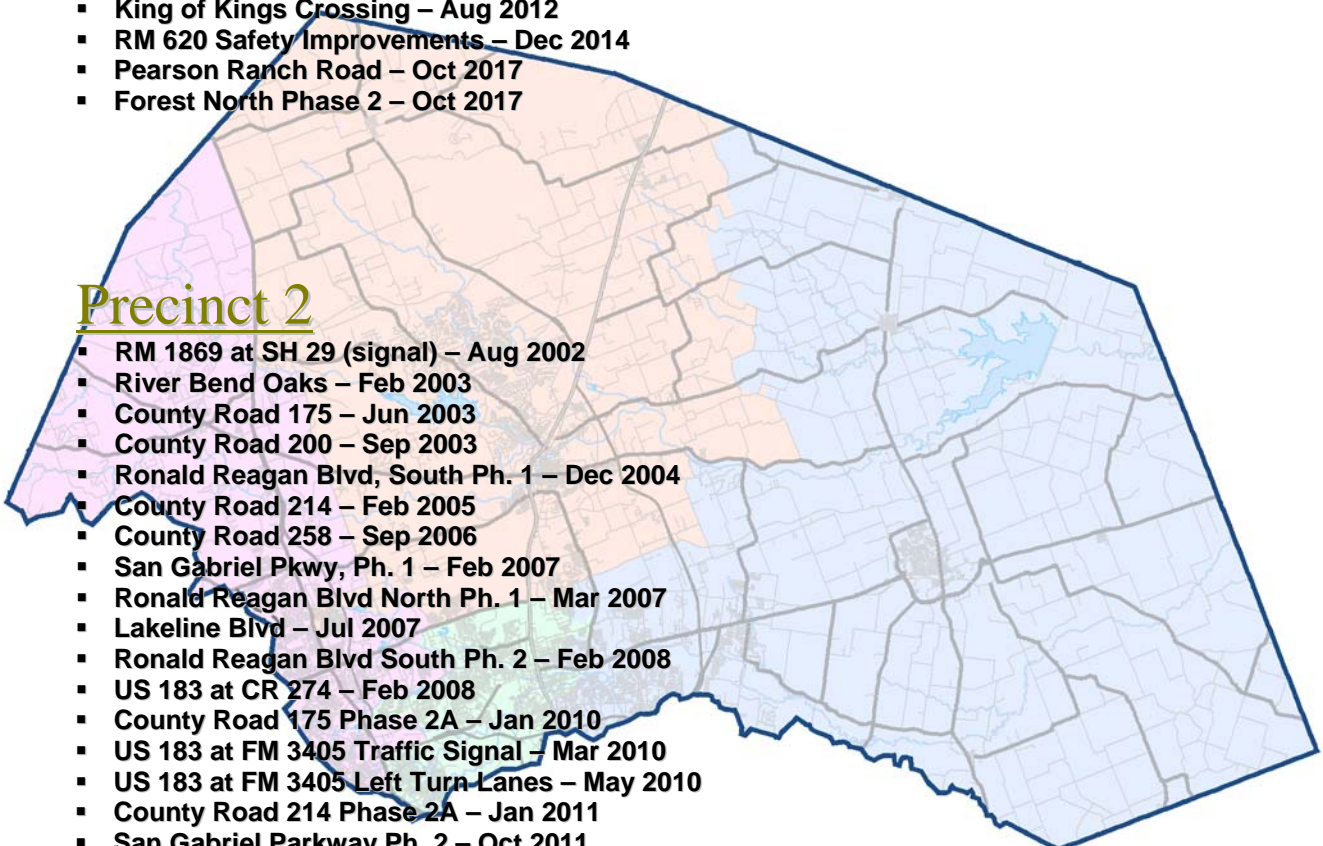 ▪ King of Kings Crossing – Aug 2012
▪ RM 620 Safety Improvements – Dec 2014
▪ Pearson Ranch Road – Oct 2017
▪ Forest North Phase 2 – Oct 2017
Precinct 2
▪ RM 1869 at SH 29 (signal) – Aug 2002
▪ River Bend Oaks – Feb 2003
▪ County Road 175 – Jun 2003
▪ County Road 200 – Sep 2003
▪ Ronald Reagan Blvd, South Ph. 1 – Dec 2004
▪ County Road 214 – Feb 2005
▪ County Road 258 – Sep 2006
▪ San Gabriel Pkwy, Ph. 1 – Feb 2007
▪ Ronald Reagan Blvd North Ph. 1 – Mar 2007
▪ Lakeline Blvd – Jul 2007
▪ Ronald Reagan Blvd South Ph. 2 – Feb 2008
▪ US 183 at CR 274 – Feb 2008
▪ County Road 175 Phase 2A – Jan 2010
▪ US 183 at FM 3405 Traffic Signal – Mar 2010
▪ US 183 at FM 3405 Left Turn Lanes – May 2010
▪ County Road 214 Phase 2A – Jan 2011
▪ San Gabriel Parkway Ph. 2 – Oct 2011